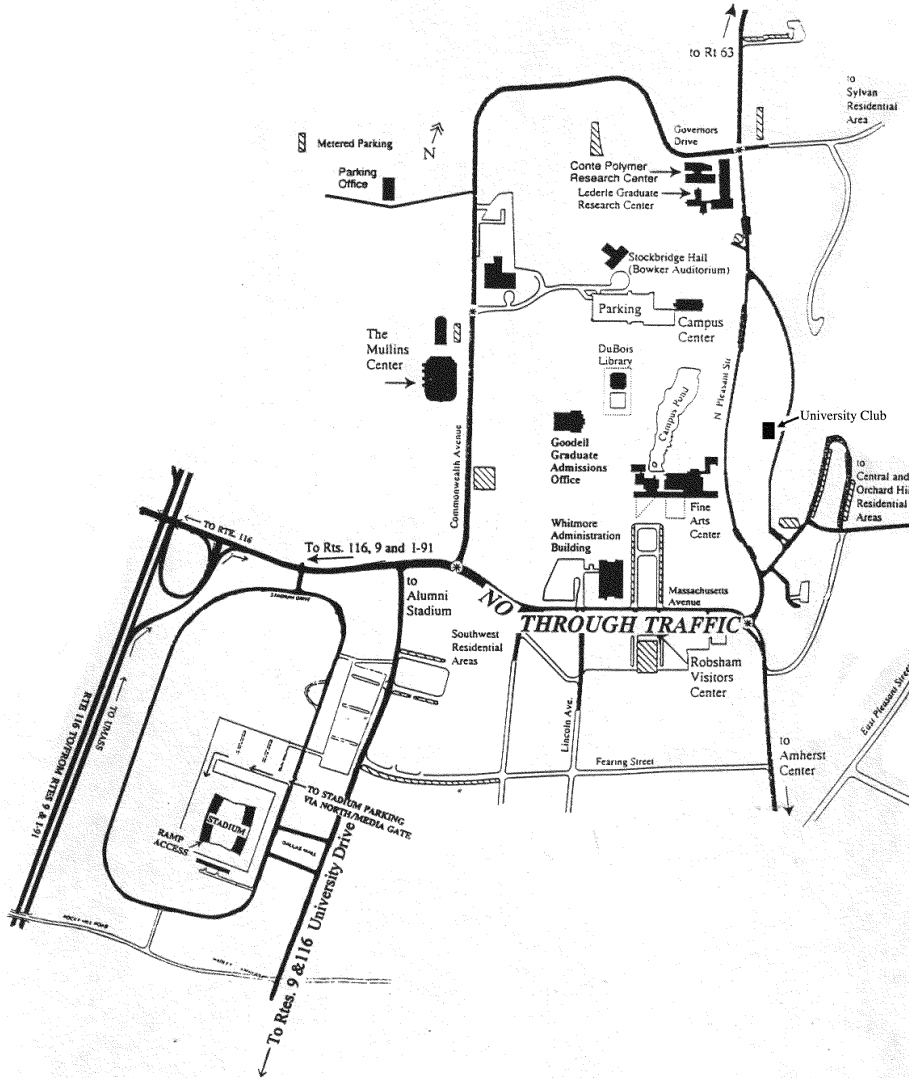 to Rt 63
to
Sylvan
Residential
Area
Governors
Drive
Metered Parking
N
Parking
Office
Conte Polymer
Research Center
Lederle Graduate
Research Center
Stockbridge Hall
(Bowker Auditorium)
Parking
Campus
Center
The
Mullins
Center
DuBois
Library
N Pleasant Str
Campus Pond
University Club
Goodell
Graduate
Admissions
Office
Commonwealth Avenue
to
Central and
Orchard Hil
Residential
Areas
Fine
Arts
Center
Whitmore
Administration
Building
TO RTE. 116
To Rts. 116, 9 and I-91
to
Alumni
Stadium
STADIUM DRIVE
Massachusetts
Avenue
NO THROUGH TRAFFIC
Southwest
Residential
Areas
Robsham
Visitors
Center
Lincoln Ave.
East Pleasant Street
TO UMASS
RTE 116 TO/FROM RTES 9 & I-91
Fearing Street
to
Amherst
Center
TO STADIUM PARKING
VIA NORTH/MEDIA GATE
STADIUM
RAMP
ACCESS
To Rtes. 9 & 116 University Drive